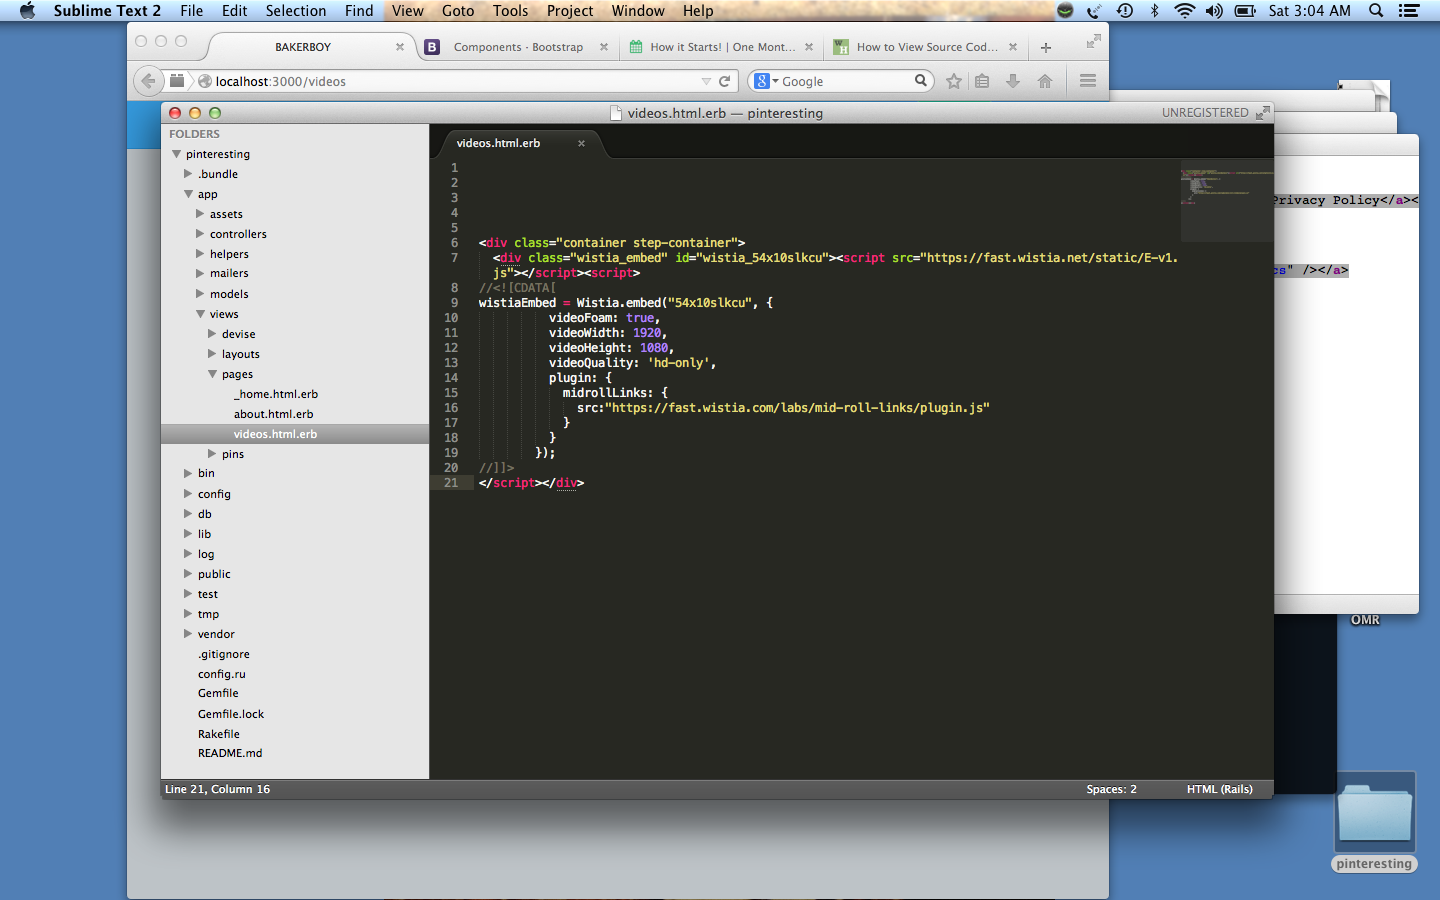 Sublime Text 2 File Edit Selection Find View Goto Tools Project Window Help Sat 3:04 AM
BAKERBOY Components · Bootstrap How it Starts! | One Mont... How to View Source Cod...
localhost:3000/videos Google
videos.html.erb — pinteresting UNREGISTERED
FOLDERS
pinteresting
.bundle
app
assets
controllers
helpers
mailers
models
views
devise
layouts
pages
_home.html.erb
about.html.erb
videos.html.erb
pins
bin
config
db
lib
log
public
test
tmp
vendor
.gitignore
config.ru
Gemfile
Gemfile.lock
Rakefile
README.md
videos.html.erb
1
2
3
4
5
6 <div class="container step-container">
7 <div class="wistia_embed" id="wistia_54x10slkcu"><script src="https://fast.wistia.net/static/E-v1.
js"></script><script>
8 //<![CDATA[
9 wistiaEmbed = Wistia.embed("54x10slkcu", {
10 videoFoam: true,
11 videoWidth: 1920,
12 videoHeight: 1080,
13 videoQuality: 'hd-only',
14 plugin: {
15 midrollLinks: {
16 src:"https://fast.wistia.com/labs/mid-roll-links/plugin.js"
17 }
18 }
19 });
20 //]]>
21 </script></div>
Privacy Policy</a><
cs" /></a>
Line 21, Column 16 Spaces: 2 HTML (Rails)
OMR
pinteresting